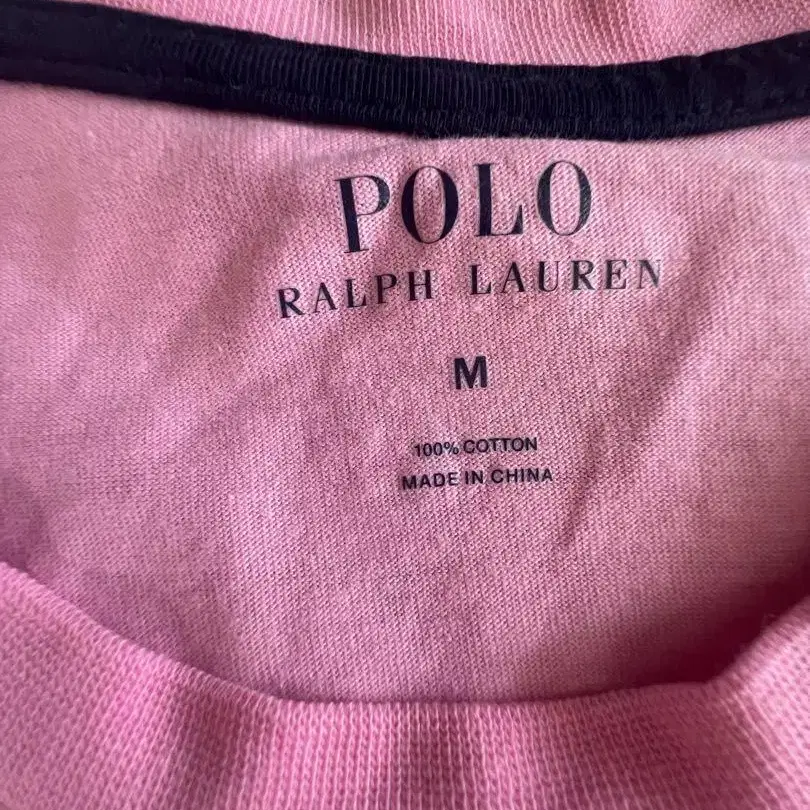 POLO
RALPH LAUREN
M
100% COTTON
MADE IN CHINA